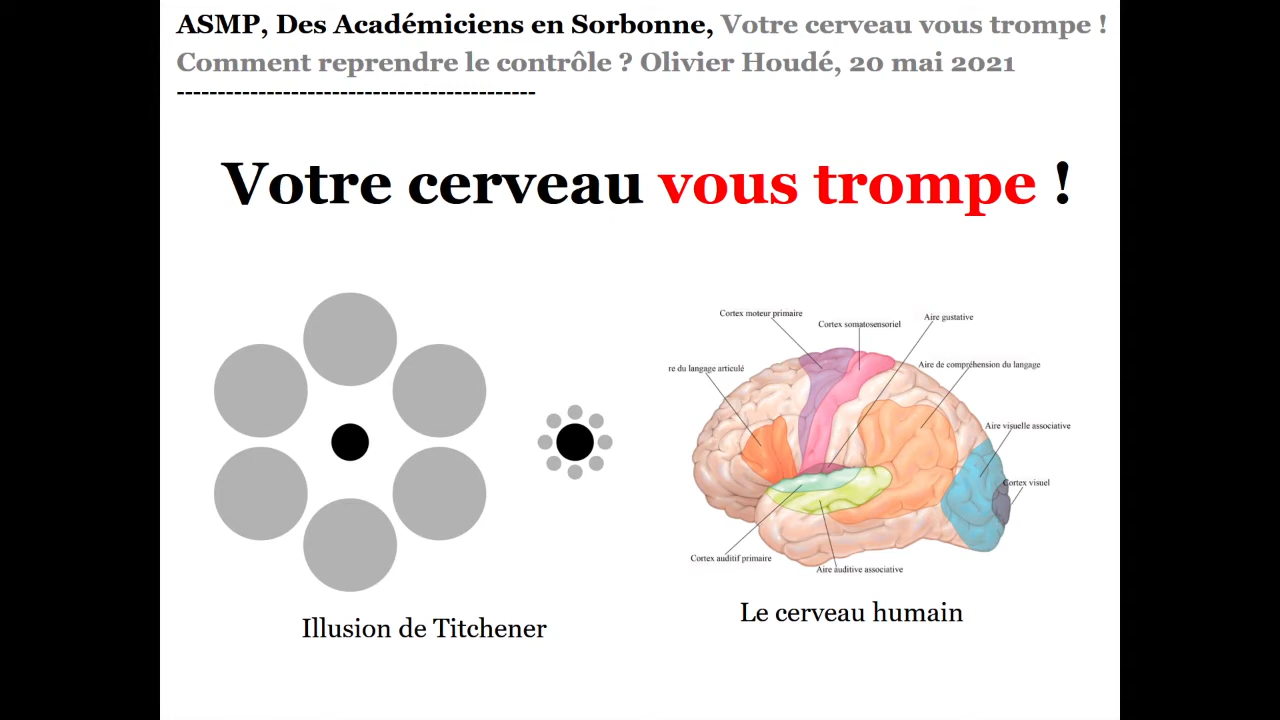 ASMP, Des Académiciens en Sorbonne, Votre cerveau vous trompe !
Comment reprendre le contrôle ? Olivier Houdé, 20 mai 2021
--------------------------------------------
Votre cerveau vous trompe !
Cortex moteur primaire
Cortex somatosensoriel
Aire gustative
re du langage articulé
Aire de compréhension du langage
Aire visuelle associative
Cortex visuel
Cortex auditif primaire
Aire auditive associative
Illusion de Titchener
Le cerveau humain